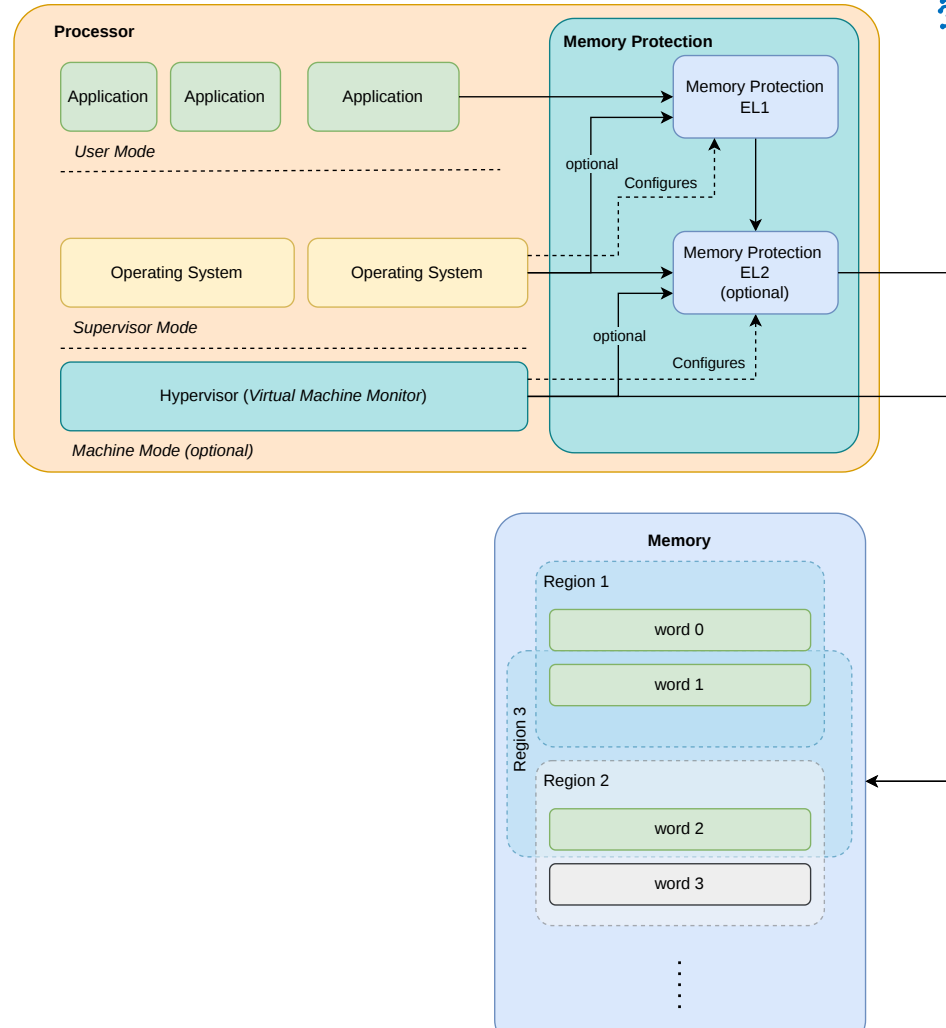 Processor
Memory Protection
Application
Application
Application
Memory Protection
EL1
User Mode
optional
Configures
Operating System
Operating System
Memory Protection
EL2
(optional)
Supervisor Mode
optional
Configures
Hypervisor (Virtual Machine Monitor)
Machine Mode (optional)
Memory
Region 1
word 0
word 1
Region 3
Region 2
word 2
word 3